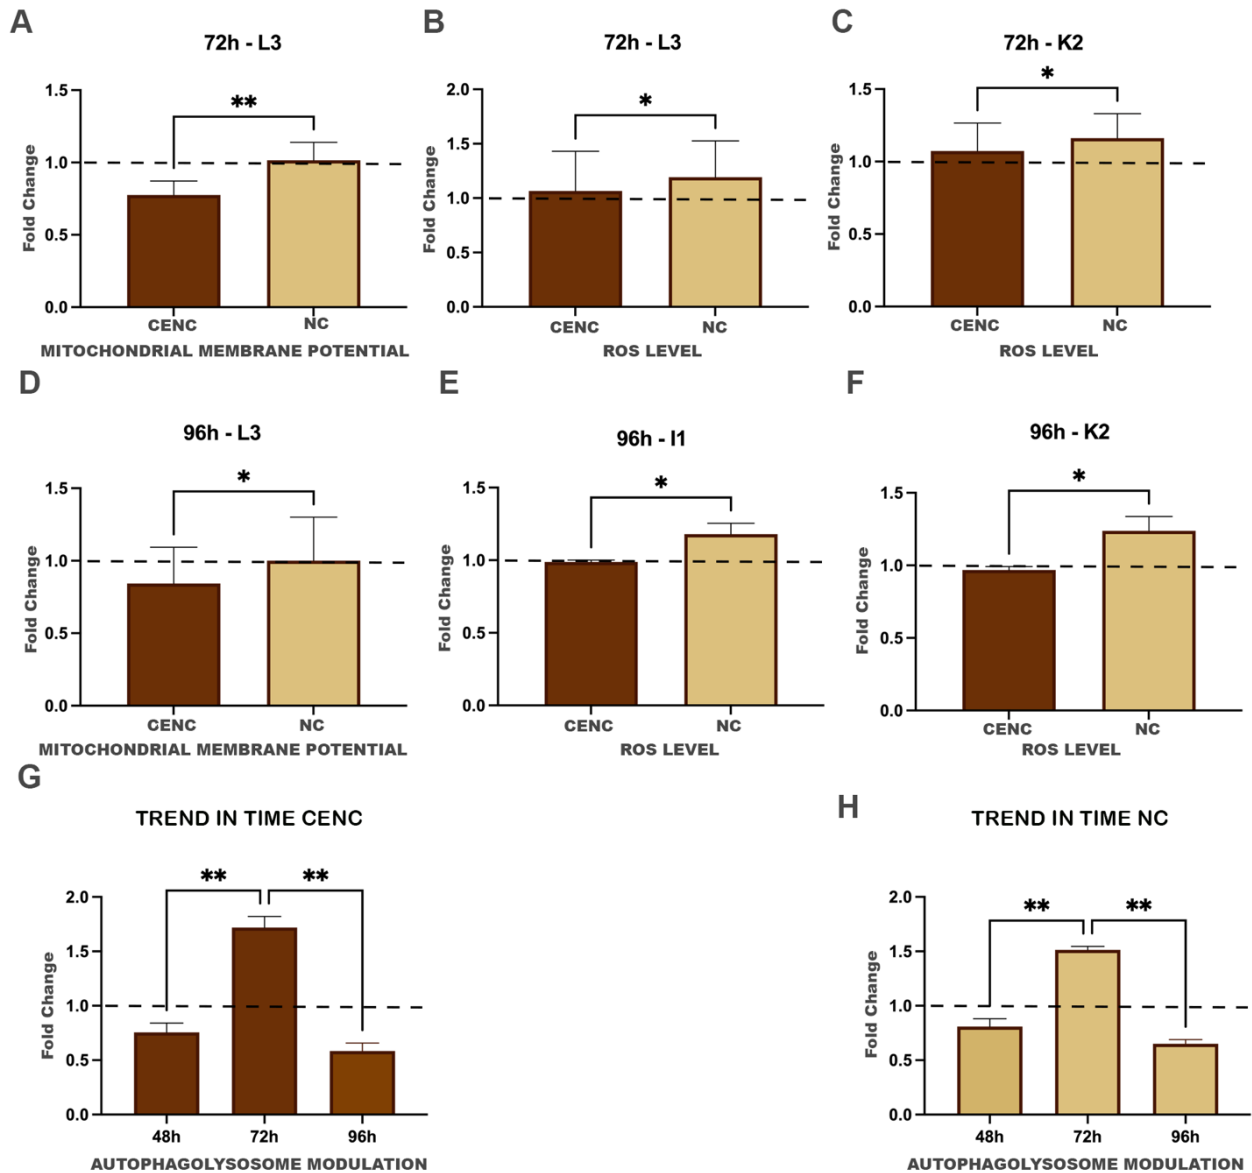 A
72h - L3
1.5
1.0
0.5
0.0
Fold Change
**
CENC
NC
MITOCHONDRIAL MEMBRANE POTENTIAL
B
72h - L3
2.0
1.5
1.0
0.5
0.0
Fold Change
*
CENC
NC
ROS LEVEL
C
72h - K2
1.5
1.0
0.5
0.0
Fold Change
*
CENC
NC
ROS LEVEL
D
96h - L3
1.5
1.0
0.5
0.0
Fold Change
*
CENC
NC
MITOCHONDRIAL MEMBRANE POTENTIAL
E
96h - I1
1.5
1.0
0.5
0.0
Fold Change
*
CENC
NC
ROS LEVEL
F
96h - K2
1.5
1.0
0.5
0.0
Fold Change
*
CENC
NC
ROS LEVEL
G
TREND IN TIME CENC
2.0
1.5
1.0
0.5
0.0
Fold Change
**
**
48h
72h
96h
AUTOPHAGOLYSOSOME MODULATION
H
TREND IN TIME NC
2.0
1.5
1.0
0.5
0.0
Fold Change
**
**
48h
72h
96h
AUTOPHAGOLYSOSOME MODULATION